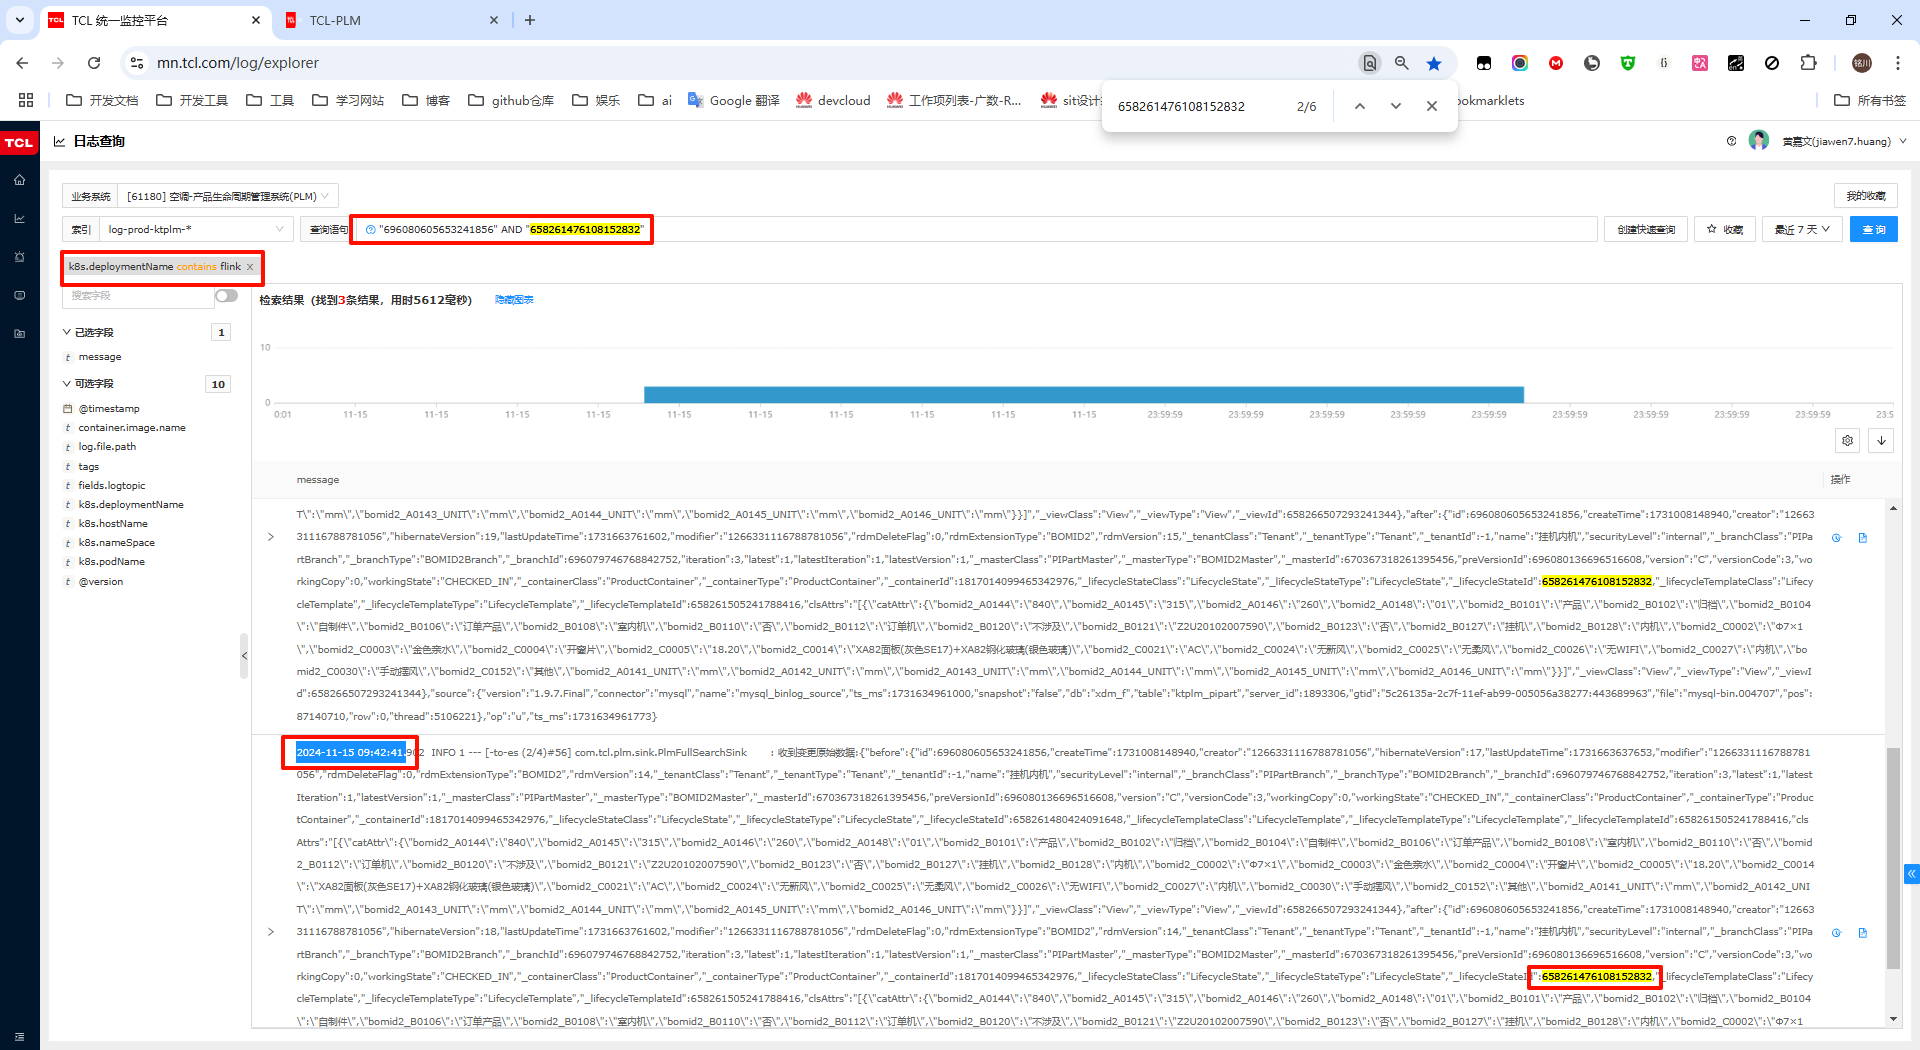 TCL 统一监控平台
TCL-PLM
mn.tcl.com/log/explorer
开发文档
开发工具
工具
学习网站
博客
github仓库
娱乐
ai
Google 翻译
devcloud
工作项列表-广数-R...
sit设计
658261476108152832
2/6
ookmarklets
所有书签
TCL
日志查询
黄嘉文(jiawen7.huang)
业务系统
[61180] 空调-产品生命周期管理系统(PLM)
我的收藏
索引
log-prod-ktplm-*
查询语句
"696080605653241856" AND "658261476108152832"
创建快速查询
收藏
最近 7 天
查 询
k8s.deploymentName contains flink ×
搜索字段
检索结果（找到3条结果，用时5612毫秒）
隐藏图表
已选字段
1
t message
可选字段
10
@timestamp
t container.image.name
t log.file.path
t tags
t fields.logtopic
t k8s.deploymentName
t k8s.hostName
t k8s.nameSpace
t k8s.podName
t @version
10
0
0:01 11-15 11-15 11-15 11-15 11-15 11-15 11-15 11-15 11-15 11-15 23:59:59 23:59:59 23:59:59 23:59:59 23:59:59 23:59:59 23:59:59 23:59:59 23:5
message
操作
T\":\"mm\",\"bomid2_A0143_UNIT\":\"mm\",\"bomid2_A0144_UNIT\":\"mm\",\"bomid2_A0145_UNIT\":\"mm\",\"bomid2_A0146_UNIT\":\"mm\"}}]","_viewClass":"View","_viewType":"View","_viewId":658266507293241344},"after":{"id":696080605653241856,"createTime":1731008148940,"creator":"12663
31116788781056","hibernateVersion":19,"lastUpdateTime":1731663761702,"modifier":"1266331116788781056","rdmDeleteFlag":0,"rdmExtensionType":"BOMID2","rdmVersion":15,"_tenantClass":"Tenant","_tenantType":"Tenant","_tenantId":-1,"name":"挂机内机","securityLevel":"internal","_branchClass":"PIPa
rtBranch","_branchType":"BOMID2Branch","_branchId":696079746768842752,"iteration":3,"latest":1,"latestIteration":1,"latestVersion":1,"_masterClass":"PIPartMaster","_masterType":"BOMID2Master","_masterId":670367318261395456,"preVersionId":696080136696516608,"version":"C","versionCode":3,"wo
rkingCopy":0,"workingState":"CHECKED_IN","_containerClass":"ProductContainer","_containerType":"ProductContainer","_containerId":1817014099465342976,"_lifecycleStateClass":"LifecycleState","_lifecycleStateType":"LifecycleState","_lifecycleStateId":658261476108152832,"_lifecycleTemplateClass":"Lifec
ycleTemplate","_lifecycleTemplateType":"LifecycleTemplate","_lifecycleTemplateId":658261505241788416,"clsAttrs":"[{\"catAttr\":{\"bomid2_A0144\":\"840\",\"bomid2_A0145\":\"315\",\"bomid2_A0146\":\"260\",\"bomid2_A0148\":\"01\",\"bomid2_B0101\":\"产品\",\"bomid2_B0102\":\"归档\",\"bomid2_B0104
\":\"自制件\",\"bomid2_B0106\":\"订单产品\",\"bomid2_B0108\":\"室内机\",\"bomid2_B0110\":\"否\",\"bomid2_B0112\":\"订单机\",\"bomid2_B0120\":\"不涉及\",\"bomid2_B0121\":\"Z2U20102007590\",\"bomid2_B0123\":\"否\",\"bomid2_B0127\":\"挂机\",\"bomid2_B0128\":\"内机\",\"bomid2_C0002\":\"Φ7×1
\",\"bomid2_C0003\":\"金色亲水\",\"bomid2_C0004\":\"开窗片\",\"bomid2_C0005\":\"18.20\",\"bomid2_C0014\":\"XA82面板(灰色SE17)+XA82钢化玻璃(银色玻璃)\",\"bomid2_C0021\":\"AC\",\"bomid2_C0024\":\"无新风\",\"bomid2_C0025\":\"无柔风\",\"bomid2_C0026\":\"无WIFI\",\"bomid2_C0027\":\"内机\",\"bo
mid2_C0030\":\"手动摆风\",\"bomid2_C0152\":\"其他\",\"bomid2_A0141_UNIT\":\"mm\",\"bomid2_A0142_UNIT\":\"mm\",\"bomid2_A0143_UNIT\":\"mm\",\"bomid2_A0144_UNIT\":\"mm\",\"bomid2_A0145_UNIT\":\"mm\",\"bomid2_A0146_UNIT\":\"mm\"}}]","_viewClass":"View","_viewType":"View","_viewI
d":658266507293241344},"source":{"version":"1.9.7.Final","connector":"mysql","name":"mysql_binlog_source","ts_ms":1731634961000,"snapshot":"false","db":"xdm_f","table":"ktplm_pipart","server_id":1893306,"gtid":"5c26135a-2c7f-11ef-ab99-005056a38277:443689963","file":"mysql-bin.004707","pos":
87140710,"row":0,"thread":5106221},"op":"u","ts_ms":1731634961773}
2024-11-15 09:42:41.902 INFO 1 --- [-to-es (2/4)#56] com.tcl.plm.sink.PlmFullSearchSink : 收到变更原始数据:{"before":{"id":696080605653241856,"createTime":1731008148940,"creator":"1266331116788781056","hibernateVersion":17,"lastUpdateTime":1731663637653,"modifier":"1266331116788781
056","rdmDeleteFlag":0,"rdmExtensionType":"BOMID2","rdmVersion":14,"_tenantClass":"Tenant","_tenantType":"Tenant","_tenantId":-1,"name":"挂机内机","securityLevel":"internal","_branchClass":"PIPartBranch","_branchType":"BOMID2Branch","_branchId":696079746768842752,"iteration":3,"latest":1,"latest
Iteration":1,"latestVersion":1,"_masterClass":"PIPartMaster","_masterType":"BOMID2Master","_masterId":670367318261395456,"preVersionId":696080136696516608,"version":"C","versionCode":3,"workingCopy":0,"workingState":"CHECKED_IN","_containerClass":"ProductContainer","_containerType":"Produ
ctContainer","_containerId":1817014099465342976,"_lifecycleStateClass":"LifecycleState","_lifecycleStateType":"LifecycleState","_lifecycleStateId":658261480424091648,"_lifecycleTemplateClass":"LifecycleTemplate","_lifecycleTemplateType":"LifecycleTemplate","_lifecycleTemplateId":658261505241788416,"cls
Attrs":"[{\"catAttr\":{\"bomid2_A0144\":\"840\",\"bomid2_A0145\":\"315\",\"bomid2_A0146\":\"260\",\"bomid2_A0148\":\"01\",\"bomid2_B0101\":\"产品\",\"bomid2_B0102\":\"归档\",\"bomid2_B0104\":\"自制件\",\"bomid2_B0106\":\"订单产品\",\"bomid2_B0108\":\"室内机\",\"bomid2_B0110\":\"否\",\"bomid
2_B0112\":\"订单机\",\"bomid2_B0120\":\"不涉及\",\"bomid2_B0121\":\"Z2U20102007590\",\"bomid2_B0123\":\"否\",\"bomid2_B0127\":\"挂机\",\"bomid2_B0128\":\"内机\",\"bomid2_C0002\":\"Φ7×1\",\"bomid2_C0003\":\"金色亲水\",\"bomid2_C0004\":\"开窗片\",\"bomid2_C0005\":\"18.20\",\"bomid2_C0014
\":\"XA82面板(灰色SE17)+XA82钢化玻璃(银色玻璃)\",\"bomid2_C0021\":\"AC\",\"bomid2_C0024\":\"无新风\",\"bomid2_C0025\":\"无柔风\",\"bomid2_C0026\":\"无WIFI\",\"bomid2_C0027\":\"内机\",\"bomid2_C0030\":\"手动摆风\",\"bomid2_C0152\":\"其他\",\"bomid2_A0141_UNIT\":\"mm\",\"bomid2_A0142_UNI
T\":\"mm\",\"bomid2_A0143_UNIT\":\"mm\",\"bomid2_A0144_UNIT\":\"mm\",\"bomid2_A0145_UNIT\":\"mm\",\"bomid2_A0146_UNIT\":\"mm\"}}]","_viewClass":"View","_viewType":"View","_viewId":658266507293241344},"after":{"id":696080605653241856,"createTime":1731008148940,"creator":"12663
31116788781056","hibernateVersion":18,"lastUpdateTime":1731663761602,"modifier":"1266331116788781056","rdmDeleteFlag":0,"rdmExtensionType":"BOMID2","rdmVersion":14,"_tenantClass":"Tenant","_tenantType":"Tenant","_tenantId":-1,"name":"挂机内机","securityLevel":"internal","_branchClass":"PIPa
rtBranch","_branchType":"BOMID2Branch","_branchId":696079746768842752,"iteration":3,"latest":1,"latestIteration":1,"latestVersion":1,"_masterClass":"PIPartMaster","_masterType":"BOMID2Master","_masterId":670367318261395456,"preVersionId":696080136696516608,"version":"C","versionCode":3,"wo
rkingCopy":0,"workingState":"CHECKED_IN","_containerClass":"ProductContainer","_containerType":"ProductContainer","_containerId":1817014099465342976,"_lifecycleStateClass":"LifecycleState","_lifecycleStateType":"LifecycleState","_lifecycleStateId":658261476108152832,"_lifecycleTemplateClass":"Lifec
ycleTemplate","_lifecycleTemplateType":"LifecycleTemplate","_lifecycleTemplateId":658261505241788416,"clsAttrs":"[{\"catAttr\":{\"bomid2_A0144\":\"840\",\"bomid2_A0145\":\"315\",\"bomid2_A0146\":\"260\",\"bomid2_A0148\":\"01\",\"bomid2_B0101\":\"产品\",\"bomid2_B0102\":\"归档\",\"bomid2_B0104
\":\"自制件\",\"bomid2_B0106\":\"订单产品\",\"bomid2_B0108\":\"室内机\",\"bomid2_B0110\":\"否\",\"bomid2_B0112\":\"订单机\",\"bomid2_B0120\":\"不涉及\",\"bomid2_B0121\":\"Z2U20102007590\",\"bomid2_B0123\":\"否\",\"bomid2_B0127\":\"挂机\",\"bomid2_B0128\":\"内机\",\"bomid2_C0002\":\"Φ7×1